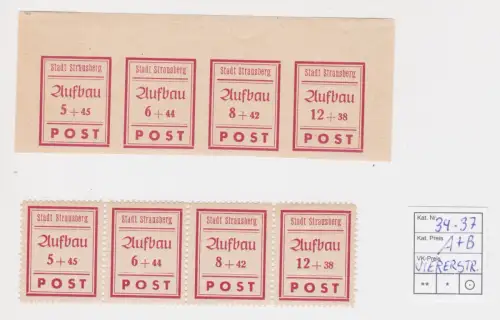 Stadt Strausberg Stadt Strausberg Stadt Strausberg Stadt Strausberg
Aufbau Aufbau Aufbau Aufbau
5 + 45 6 + 44 8 + 42 12 + 38
POST POST POST POST
Stadt Strausberg Stadt Strausberg Stadt Strausberg Stadt Strausberg
Aufbau Aufbau Aufbau Aufbau
5 + 45 6 + 44 8 + 42 12 + 38
POST POST POST POST
Kat. Nr. 34-37
Kat. Preis A+B
VK-Preis VIERERSTR.
** * ⊙